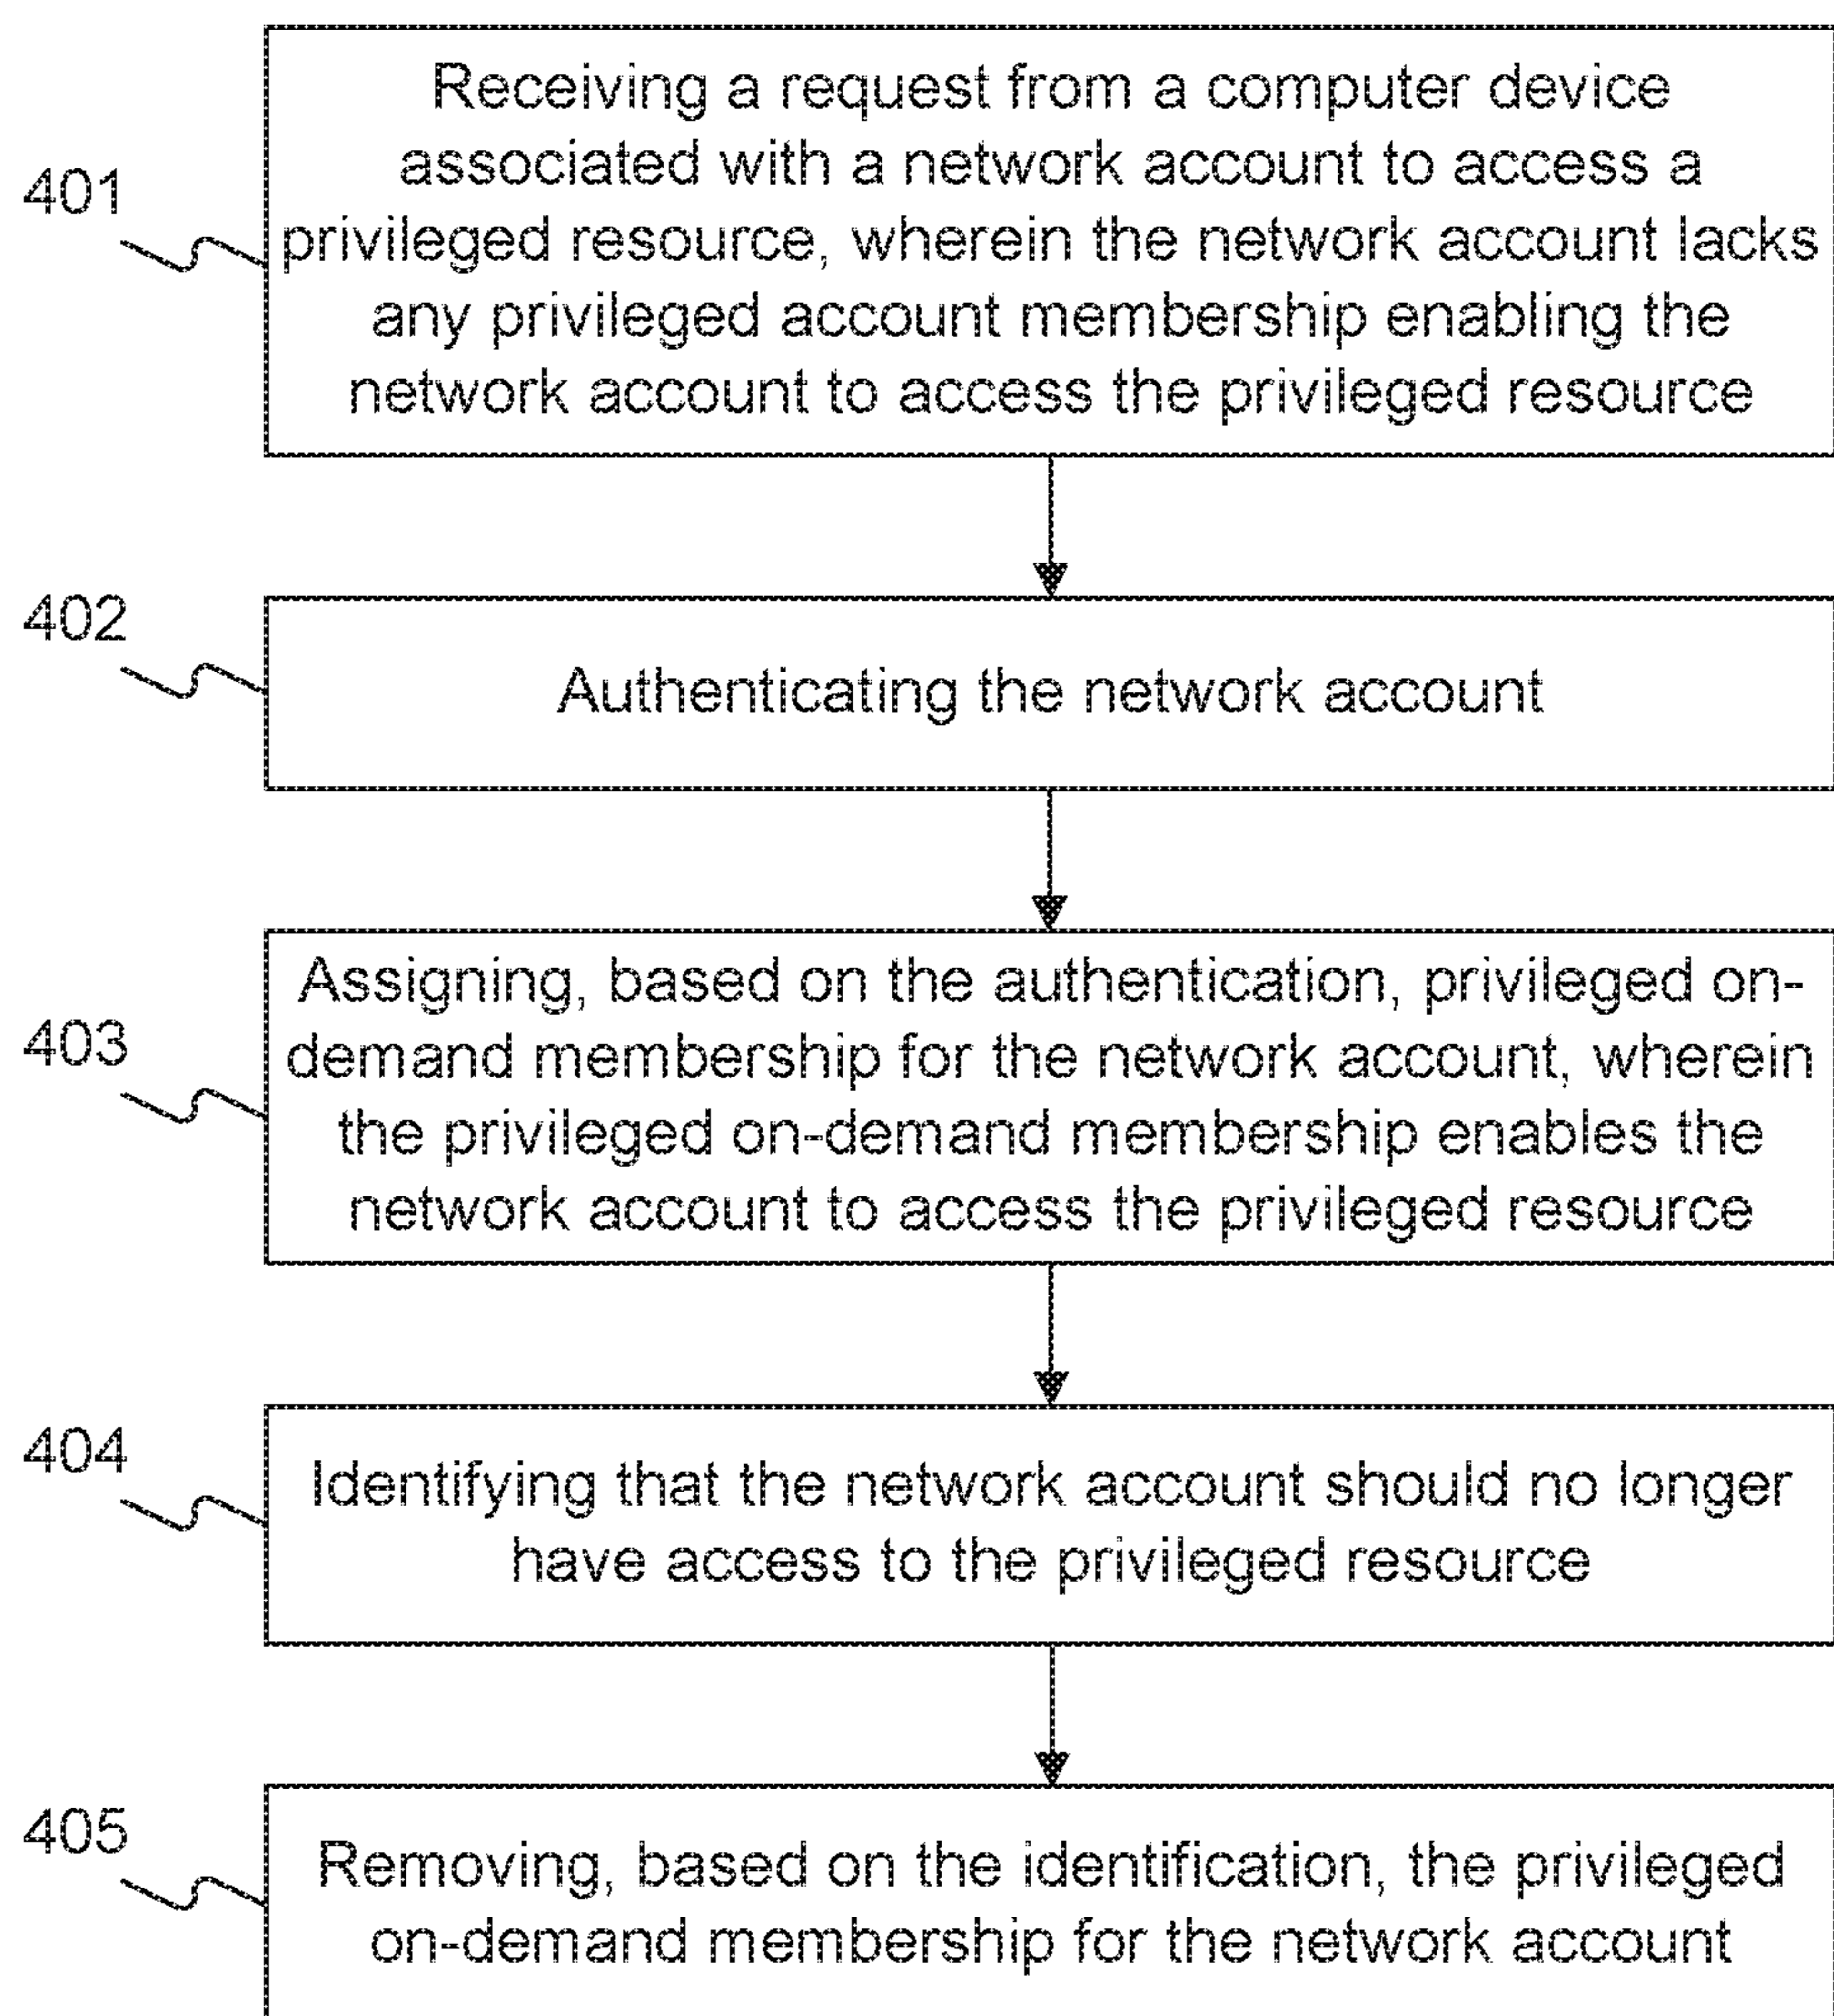 Receiving a request from a computer device
associated with a network account to access a
401
privileged resource, wherein the network account lacks
any privileged account membership enabling the
network account to access the privileged resource
402
Authenticating the network account
Assigning, based on the authentication, privileged on-
403
demand membership for the network account, wherein
the privileged on-demand membership enables the
network account to access the privileged resource
404
Identifying that the network account should no longer
have access to the privileged resource
405
Removing, based on the identification, the privileged
on-demand membership for the network account